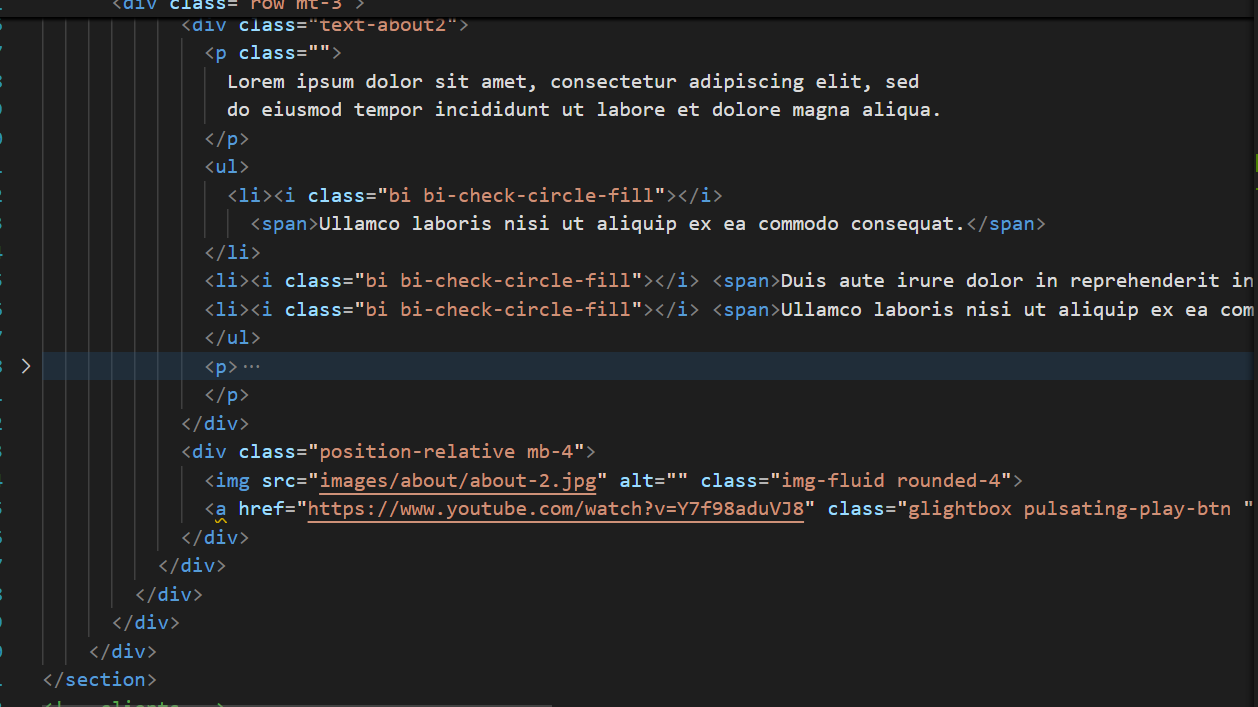 <div class="row mt-3">
<div class="text-about2">
<p class="">
Lorem ipsum dolor sit amet, consectetur adipiscing elit, sed
do eiusmod tempor incididunt ut labore et dolore magna aliqua.
</p>
<ul>
<li><i class="bi bi-check-circle-fill"></i>
<span>Ullamco laboris nisi ut aliquip ex ea commodo consequat.</span>
</li>
<li><i class="bi bi-check-circle-fill"></i> <span>Duis aute irure dolor in reprehenderit in
<li><i class="bi bi-check-circle-fill"></i> <span>Ullamco laboris nisi ut aliquip ex ea com
</ul>
<p>⋯
</p>
</div>
<div class="position-relative mb-4">
<img src="images/about/about-2.jpg" alt="" class="img-fluid rounded-4">
<a href="https://www.youtube.com/watch?v=Y7f98aduVJ8" class="glightbox pulsating-play-btn "
</div>
</div>
</div>
</div>
</div>
</section>